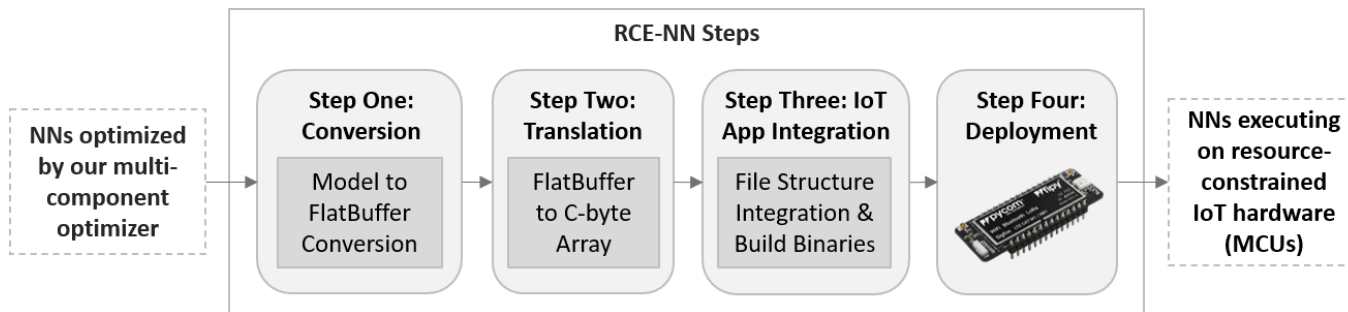 RCE-NN Steps
NNs optimized
by our multi-
component
optimizer
Step One:
Conversion
Model to
FlatBuffer
Conversion
Step Two:
Translation
FlatBuffer
to C-byte
Array
Step Three: IoT
App Integration
File Structure
Integration &
Build Binaries
Step Four:
Deployment
pycom
NNs executing
on resource-
constrained
IoT hardware
(MCUs)